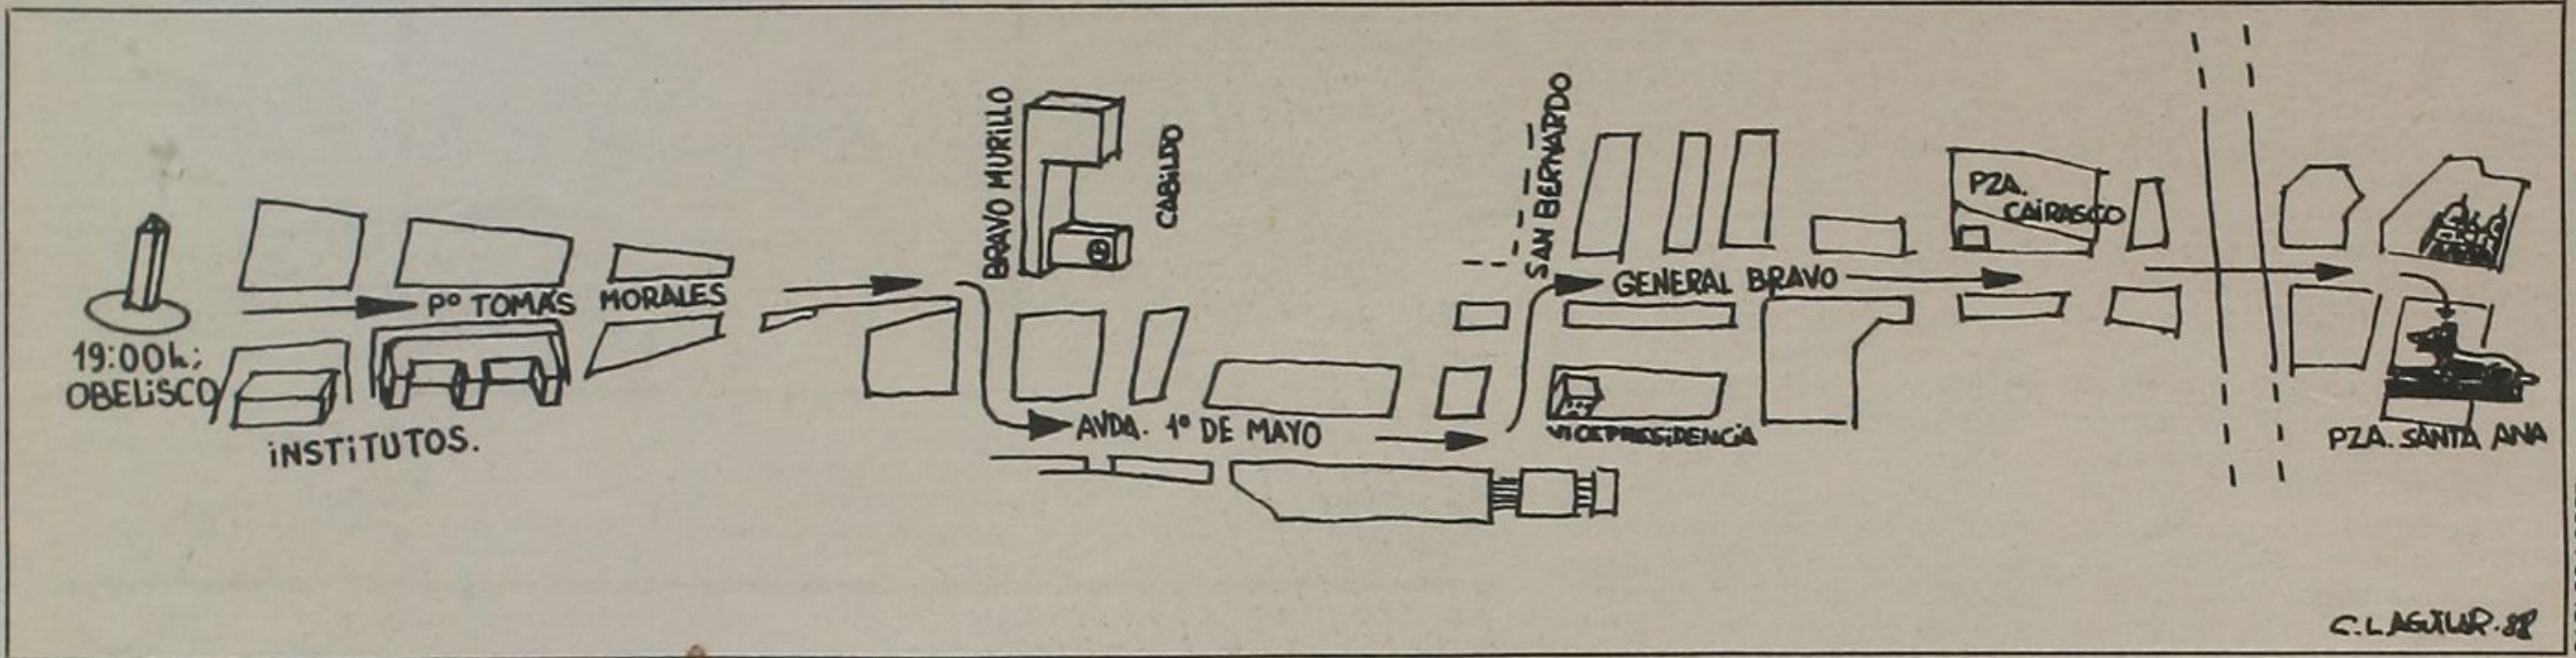 19:00h;
OBELiSCO
iNSTiTUTOS.
Pº TOMÁS MORALES
BRAVO MURiLLO
CABiLDO
AVDA. 1º DE MAYO
SAN BERNARDO
GENERAL BRAVO
ViCEPRESiDENCiA
PZA.
CAiRASCO
PZA. SANTA ANA
C.L.AGUiLAR.88